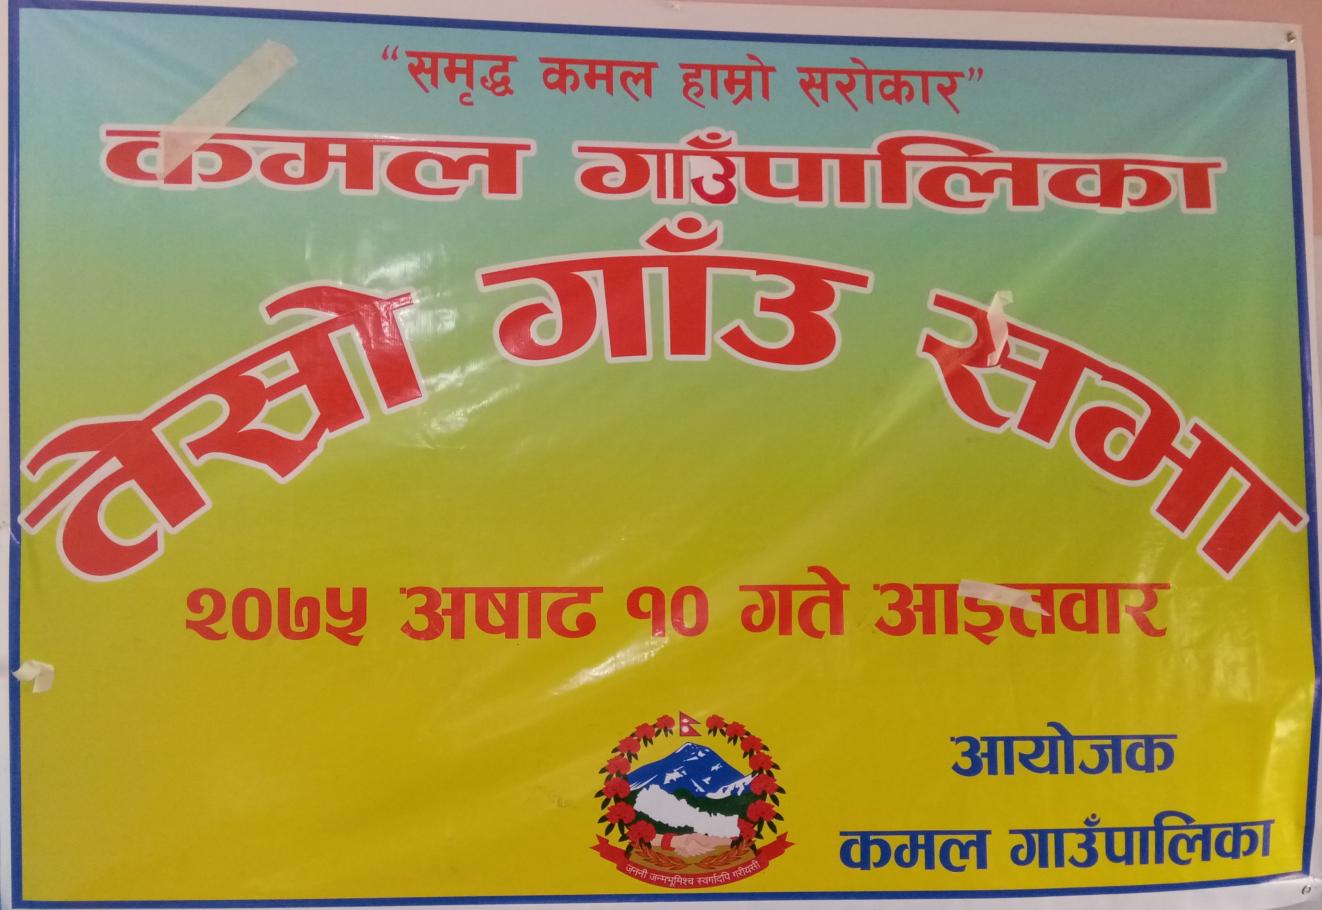 “समृद्ध कमल हाम्रो सरोकार”
कमल गाउँपालिका
तेस्रो गाँउ सभा
२०७५ अषाढ १० गते आइतवार
जननी जन्मभूमिश्च स्वर्गादपि गरीयसी
आयोजक
कमल गाउँपालिका